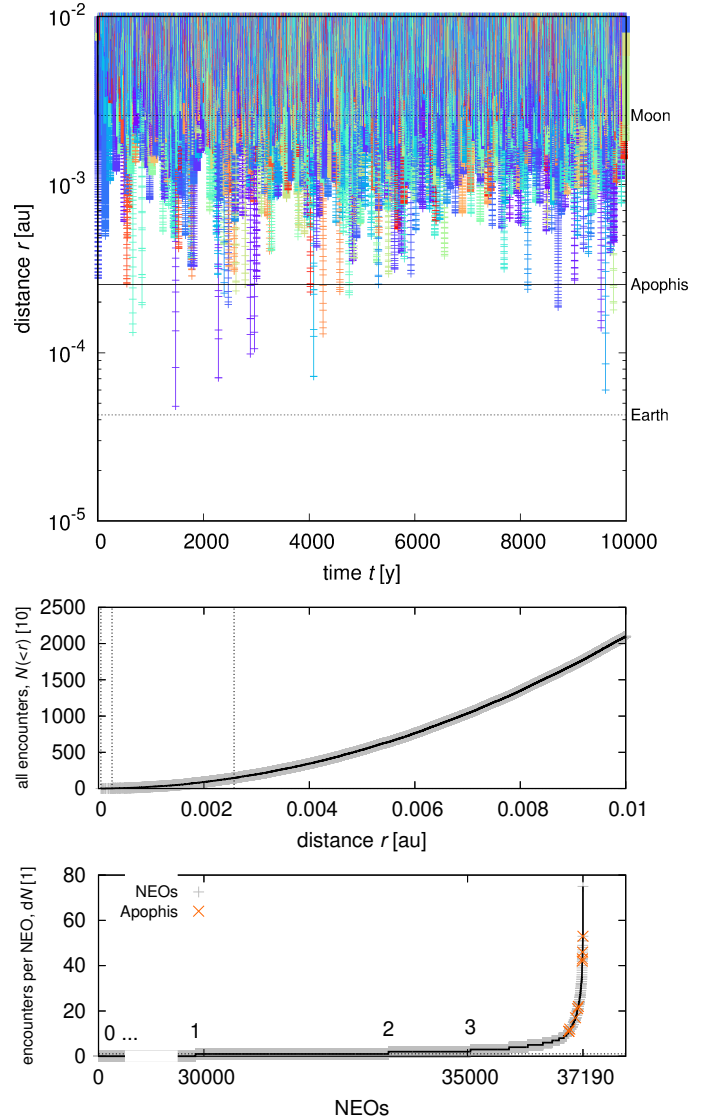 10^-2
Moon
10^-3
distance r [au]
Apophis
10^-4
Earth
10^-5
0 2000 4000 6000 8000 10000
time t [y]
2500
2000
1500
1000
500
0
all encounters, N(<r) [10]
0 0.002 0.004 0.006 0.008 0.01
distance r [au]
80
60
40
20
0
encounters per NEO, dN [1]
NEOs
Apophis
0 ... 1 2 3
0 30000 35000 37190
NEOs